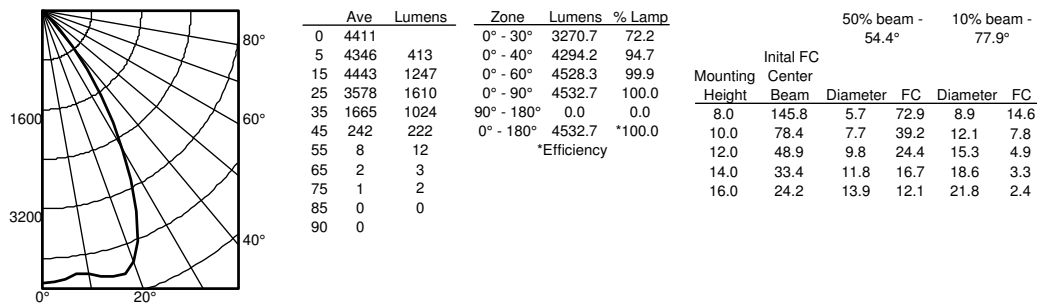 80°
60°
40°
20°
0°
1600
3200
Ave Lumens
0 4411
5 4346 413
15 4443 1247
25 3578 1610
35 1665 1024
45 242 222
55 8 12
65 2 3
75 1 2
85 0 0
90 0
Zone Lumens % Lamp
0° - 30° 3270.7 72.2
0° - 40° 4294.2 94.7
0° - 60° 4528.3 99.9
0° - 90° 4532.7 100.0
90° - 180° 0.0 0.0
0° - 180° 4532.7 *100.0
*Efficiency
50% beam - 10% beam -
54.4° 77.9°
Inital FC
Mounting Center
Height Beam Diameter FC Diameter FC
8.0 145.8 5.7 72.9 8.9 14.6
10.0 78.4 7.7 39.2 12.1 7.8
12.0 48.9 9.8 24.4 15.3 4.9
14.0 33.4 11.8 16.7 18.6 3.3
16.0 24.2 13.9 12.1 21.8 2.4